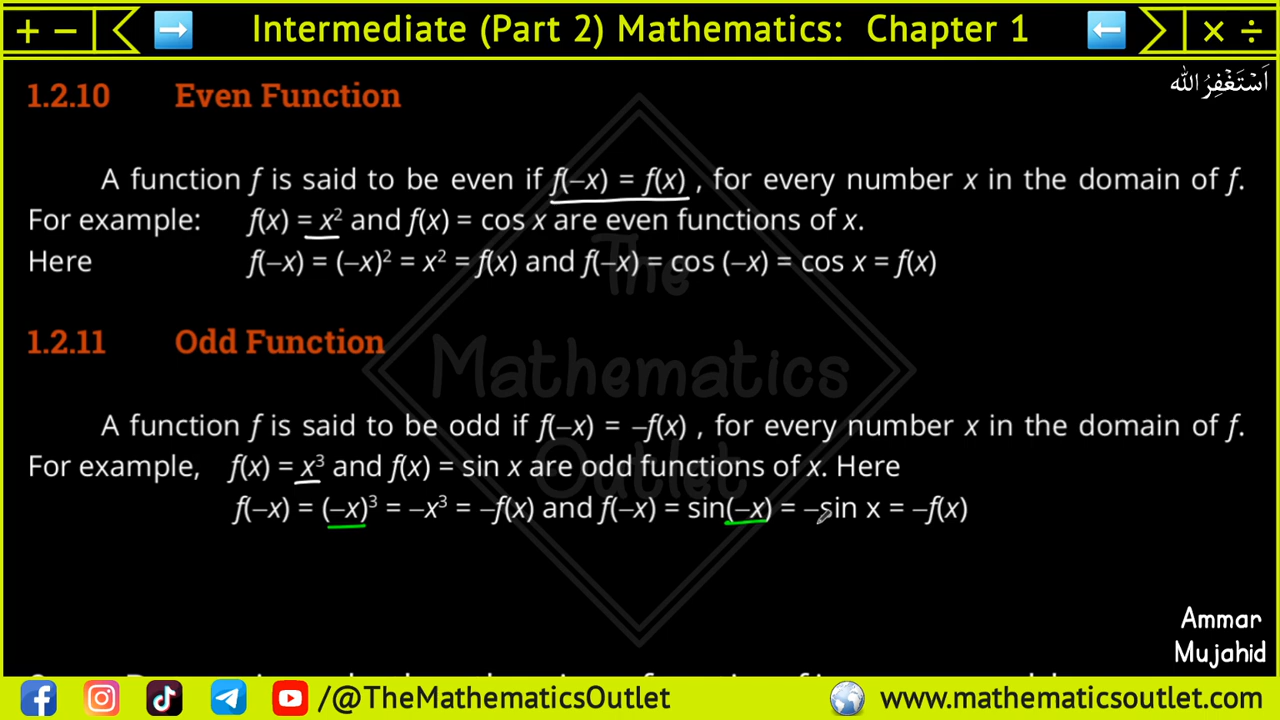 + − Intermediate (Part 2) Mathematics: Chapter 1 × ÷
اَسْتَغْفِرُ اللّٰه
1.2.10 Even Function
A function f is said to be even if f(–x) = f(x) , for every number x in the domain of f.
For example: f(x) = x² and f(x) = cos x are even functions of x.
Here f(–x) = (–x)² = x² = f(x) and f(–x) = cos (–x) = cos x = f(x)
The
Mathematics
Outlet
1.2.11 Odd Function
A function f is said to be odd if f(–x) = –f(x) , for every number x in the domain of f.
For example, f(x) = x³ and f(x) = sin x are odd functions of x. Here
f(–x) = (–x)³ = –x³ = –f(x) and f(–x) = sin(–x) = –sin x = –f(x)
Ammar
Mujahid
/@TheMathematicsOutlet www.mathematicsoutlet.com